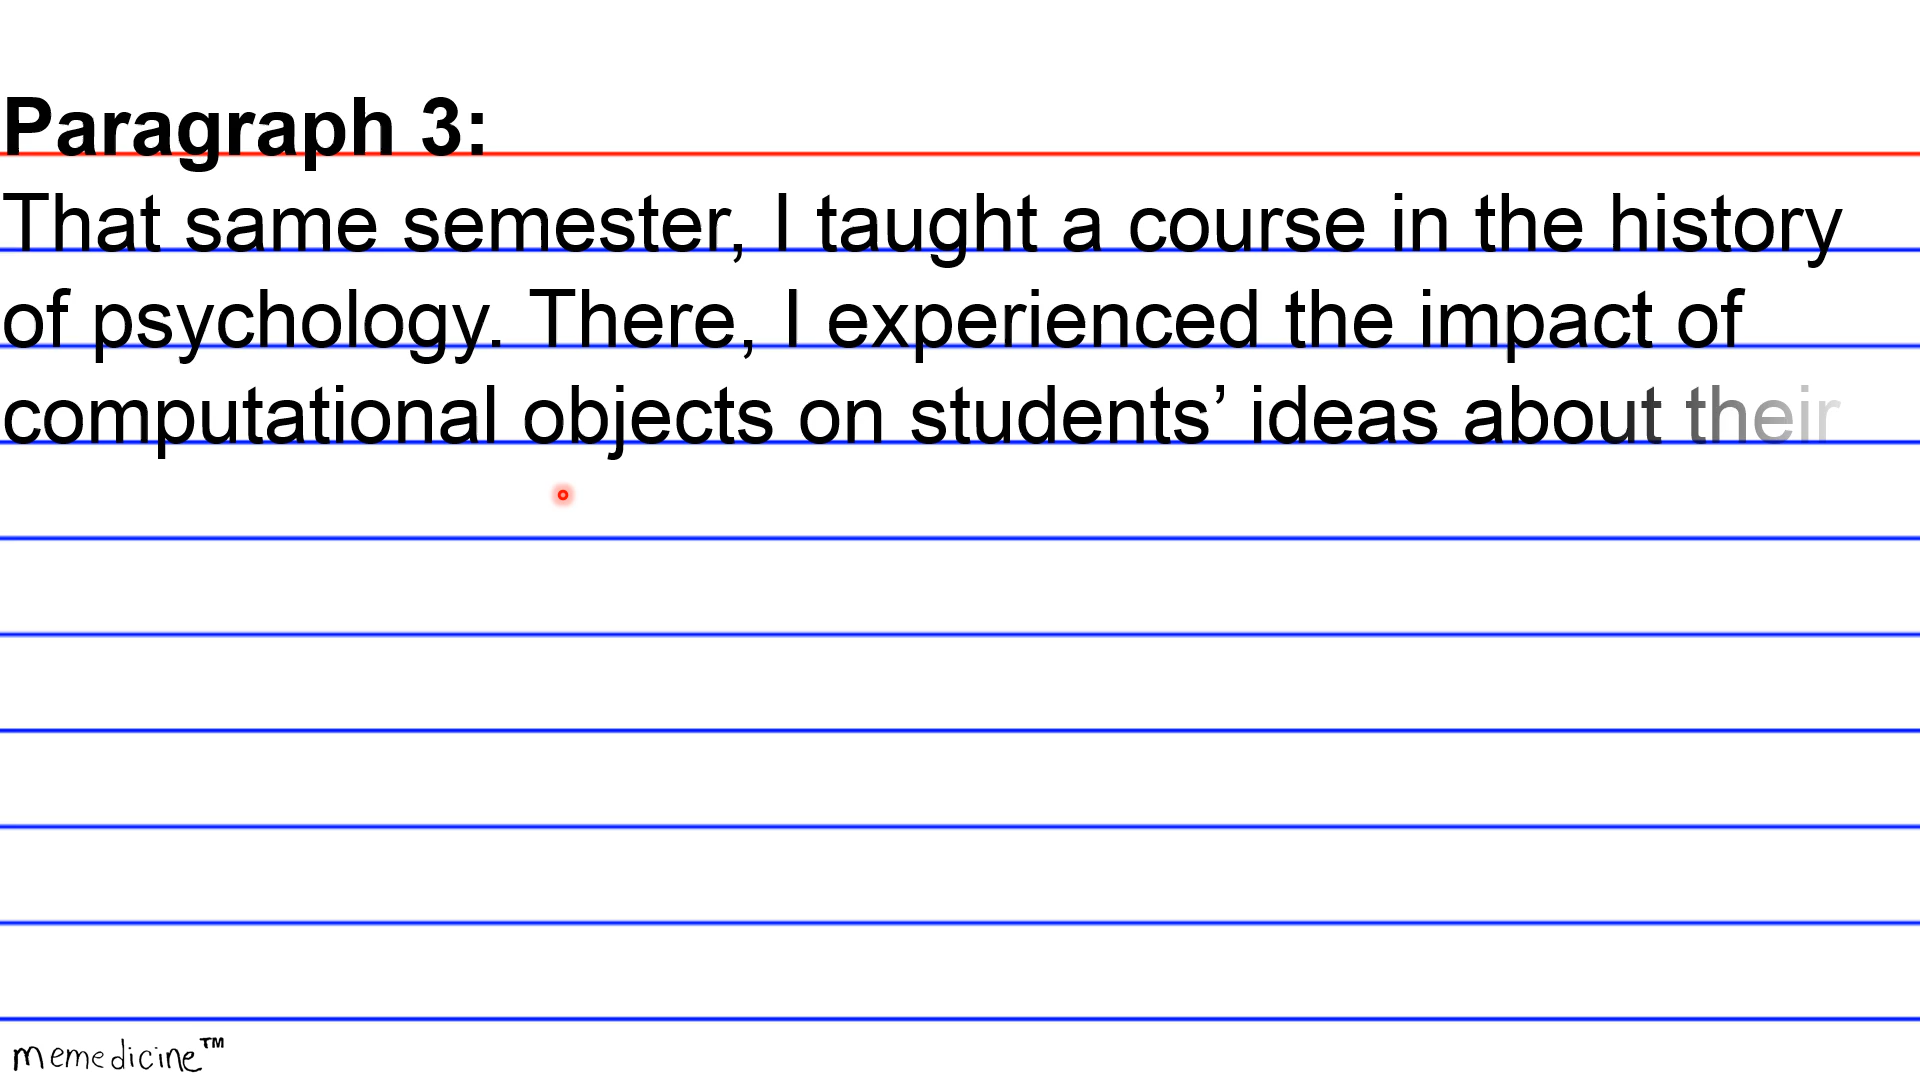 Paragraph 3:
That same semester, I taught a course in the history
of psychology. There, I experienced the impact of
computational objects on students’ ideas about their
memedicine™